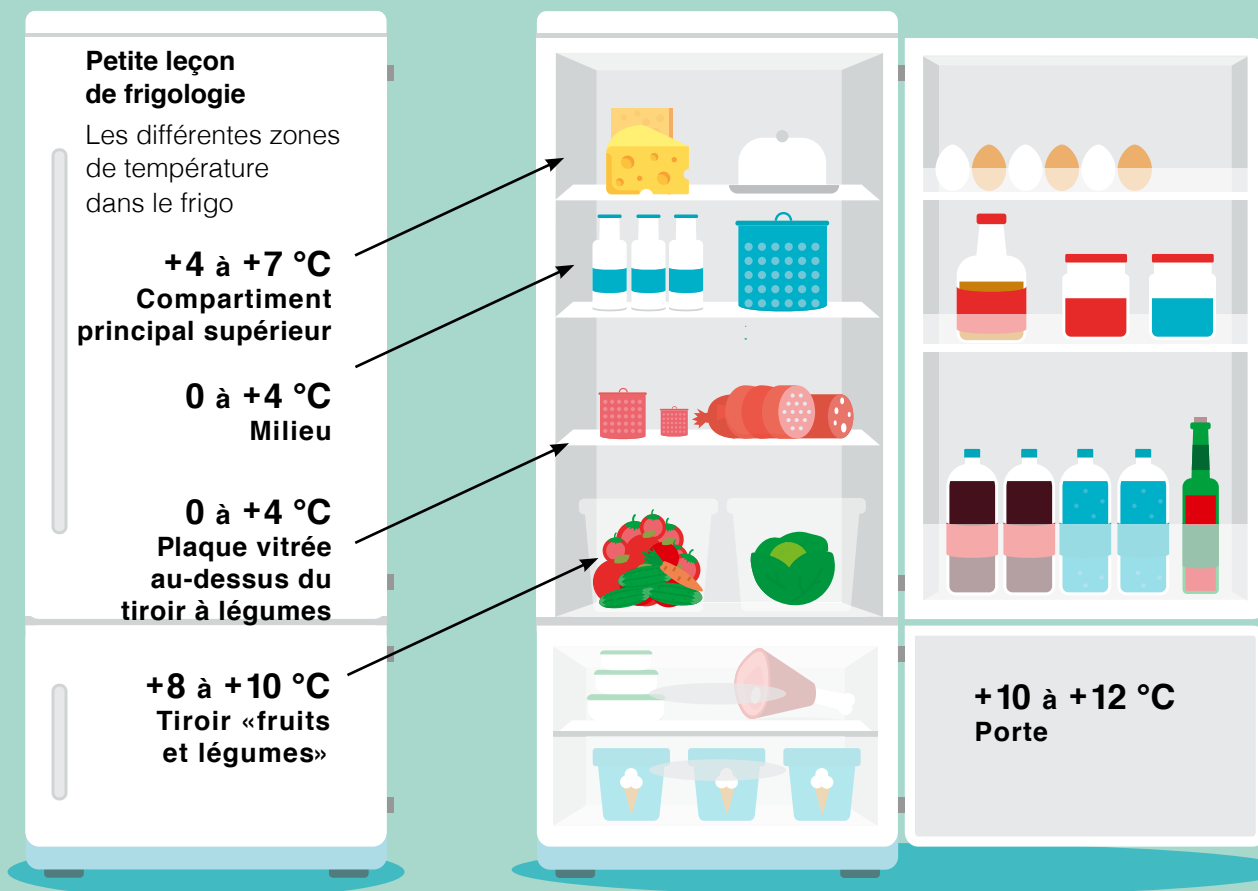 Petite leçon
de frigologie
Les différentes zones
de température
dans le frigo
+4 à +7 °C
Compartiment
principal supérieur
0 à +4 °C
Milieu
0 à +4 °C
Plaque vitrée
au-dessus du
tiroir à légumes
+8 à +10 °C
Tiroir «fruits
et légumes»
+10 à +12 °C
Porte